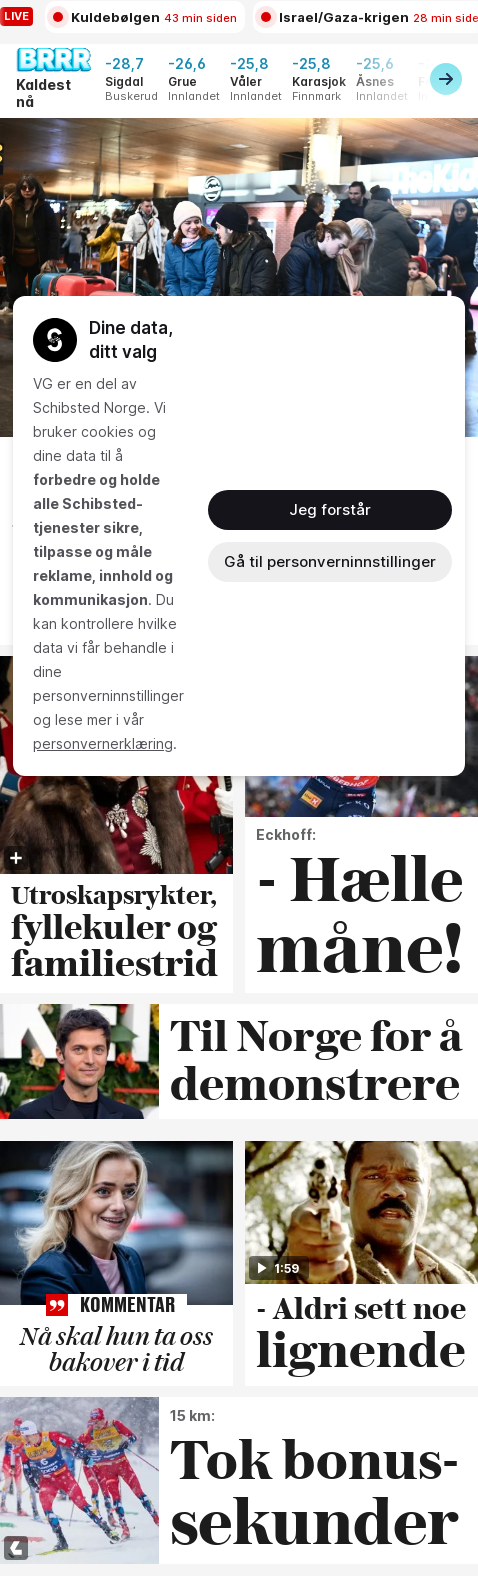 LIVE Kuldebølgen 43 min siden Israel/Gaza-krigen 28 min side
BRRR
Kaldest
nå
-28,7 -26,6 -25,8 -25,8 -25,6
Sigdal Grue Våler Karasjok Åsnes
Buskerud Innlandet Innlandet Finnmark Innlandet
Dine data,
ditt valg
VG er en del av
Schibsted Norge. Vi
bruker cookies og
dine data til å
forbedre og holde
alle Schibsted-
tjenester sikre,
tilpasse og måle
reklame, innhold og
kommunikasjon. Du
kan kontrollere hvilke
data vi får behandle i
dine
personverninnstillinger
og lese mer i vår
personvernerklæring.
Jeg forstår
Gå til personverninnstillinger
Utroskapsrykter,
fyllekuler og
familiestrid
Eckhoff:
- Hælle
måne!
Til Norge for å
demonstrere
KOMMENTAR
Nå skal hun ta oss
bakover i tid
1:59
- Aldri sett noe
lignende
15 km:
Tok bonus-
sekunder